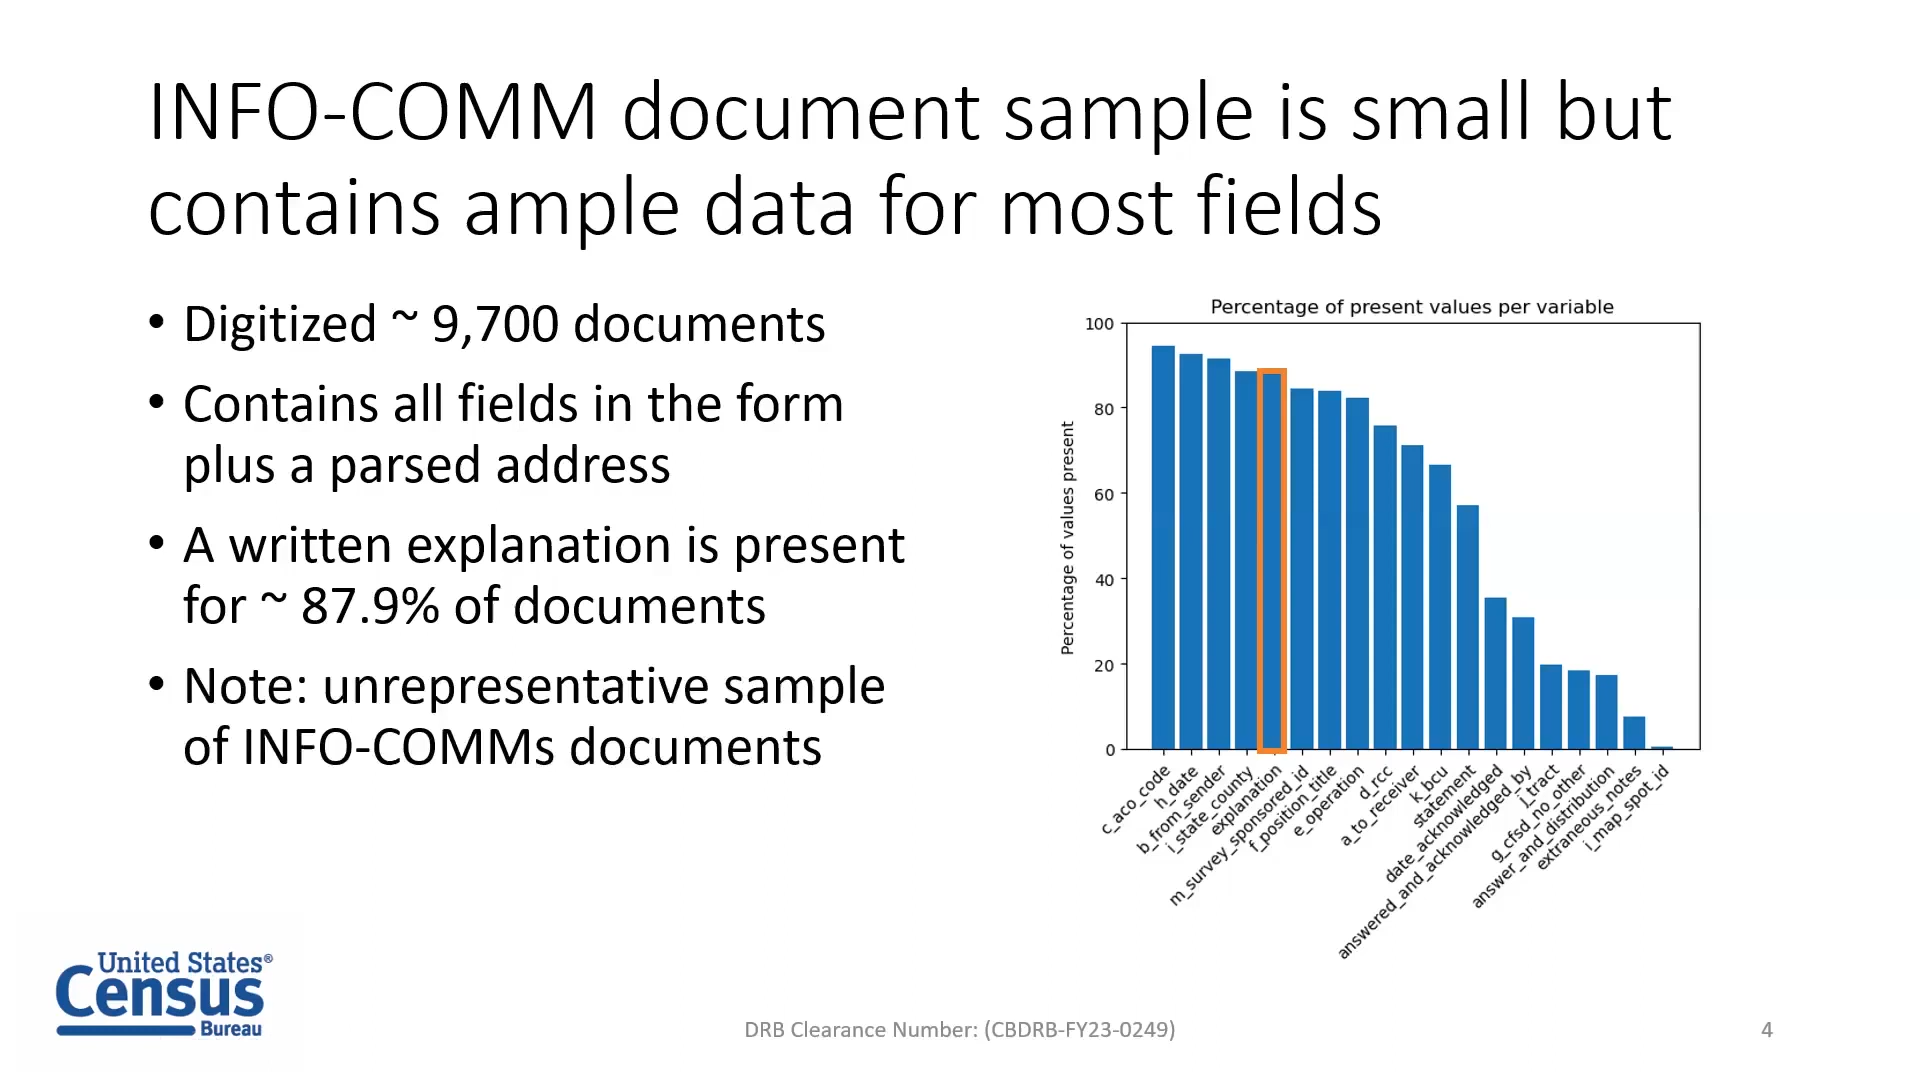 INFO-COMM document sample is small but
contains ample data for most fields
• Digitized ~ 9,700 documents
• Contains all fields in the form
plus a parsed address
• A written explanation is present
for ~ 87.9% of documents
• Note: unrepresentative sample
of INFO-COMMs documents
Percentage of present values per variable
Percentage of values present
100
80
60
40
20
0
c_aco_code
h_date
b_from_sender
i_state_county
explanation
m_survey_sponsored_id
f_position_title
e_operation
d_rcc
a_to_receiver
k_bcu
statement
date_acknowledged
answered_and_acknowledged_by
j_tract
g_cfsd_no_other
answer_and_distribution
extraneous_notes
i_map_spot_id
United States®
Census
Bureau
DRB Clearance Number: (CBDRB-FY23-0249)
4